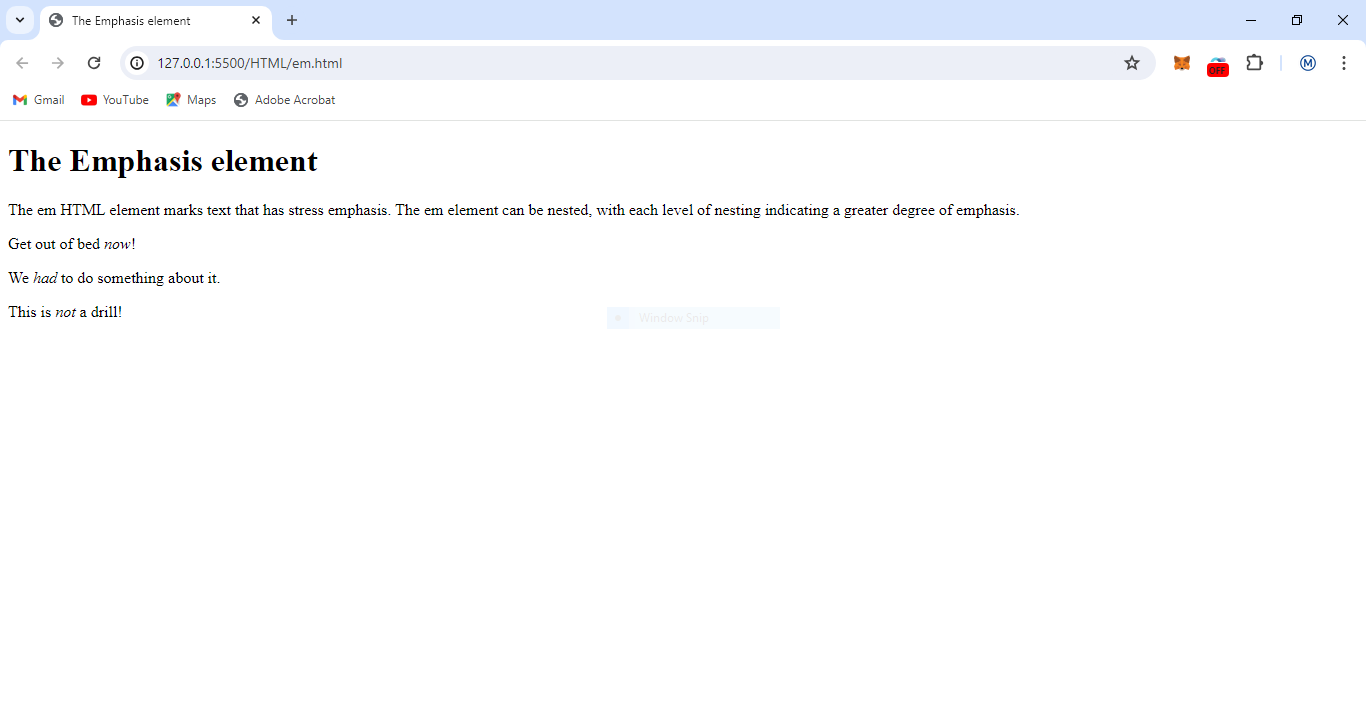 The Emphasis element
127.0.0.1:5500/HTML/em.html
OFF
M
Gmail YouTube Maps Adobe Acrobat
The Emphasis element
The em HTML element marks text that has stress emphasis. The em element can be nested, with each level of nesting indicating a greater degree of emphasis.
Get out of bed now!
We had to do something about it.
This is not a drill!
Window Snip